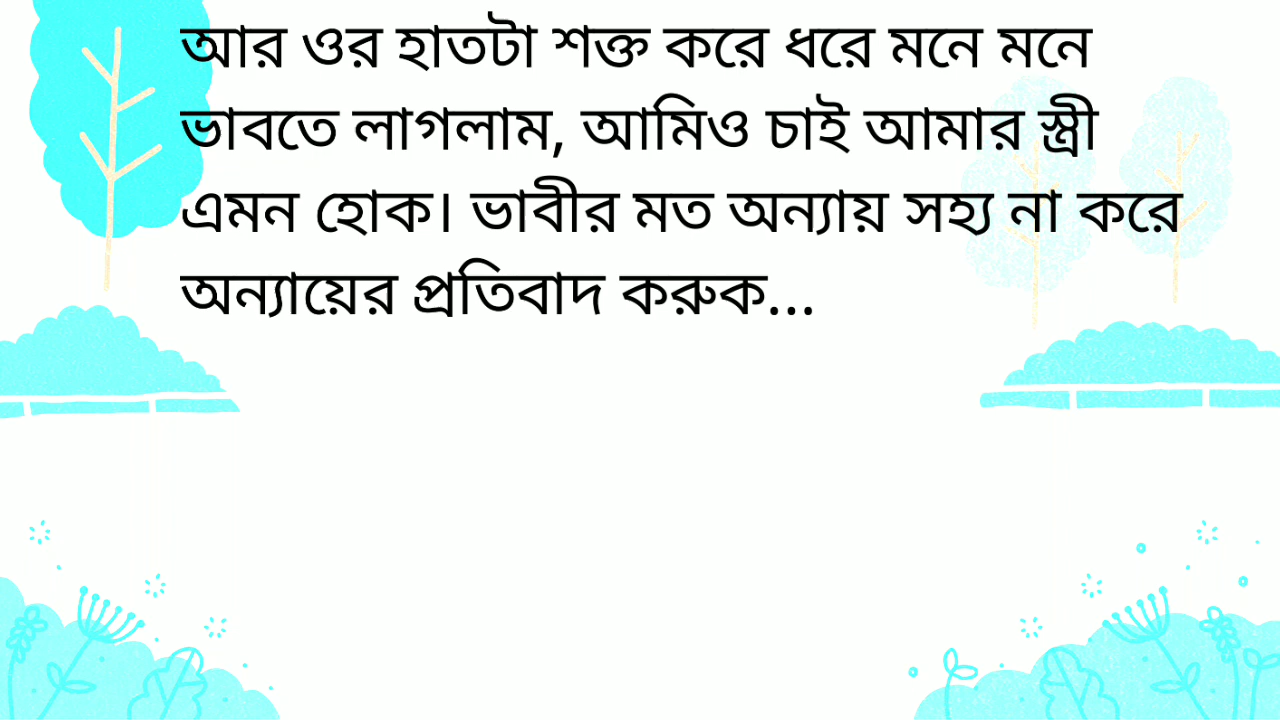 আর ওর হাতটা শক্ত করে ধরে মনে মনে
ভাবতে লাগলাম, আমিও চাই আমার স্ত্রী
এমন হোক। ভাবীর মত অন্যায় সহ্য না করে
অন্যায়ের প্রতিবাদ করুক...